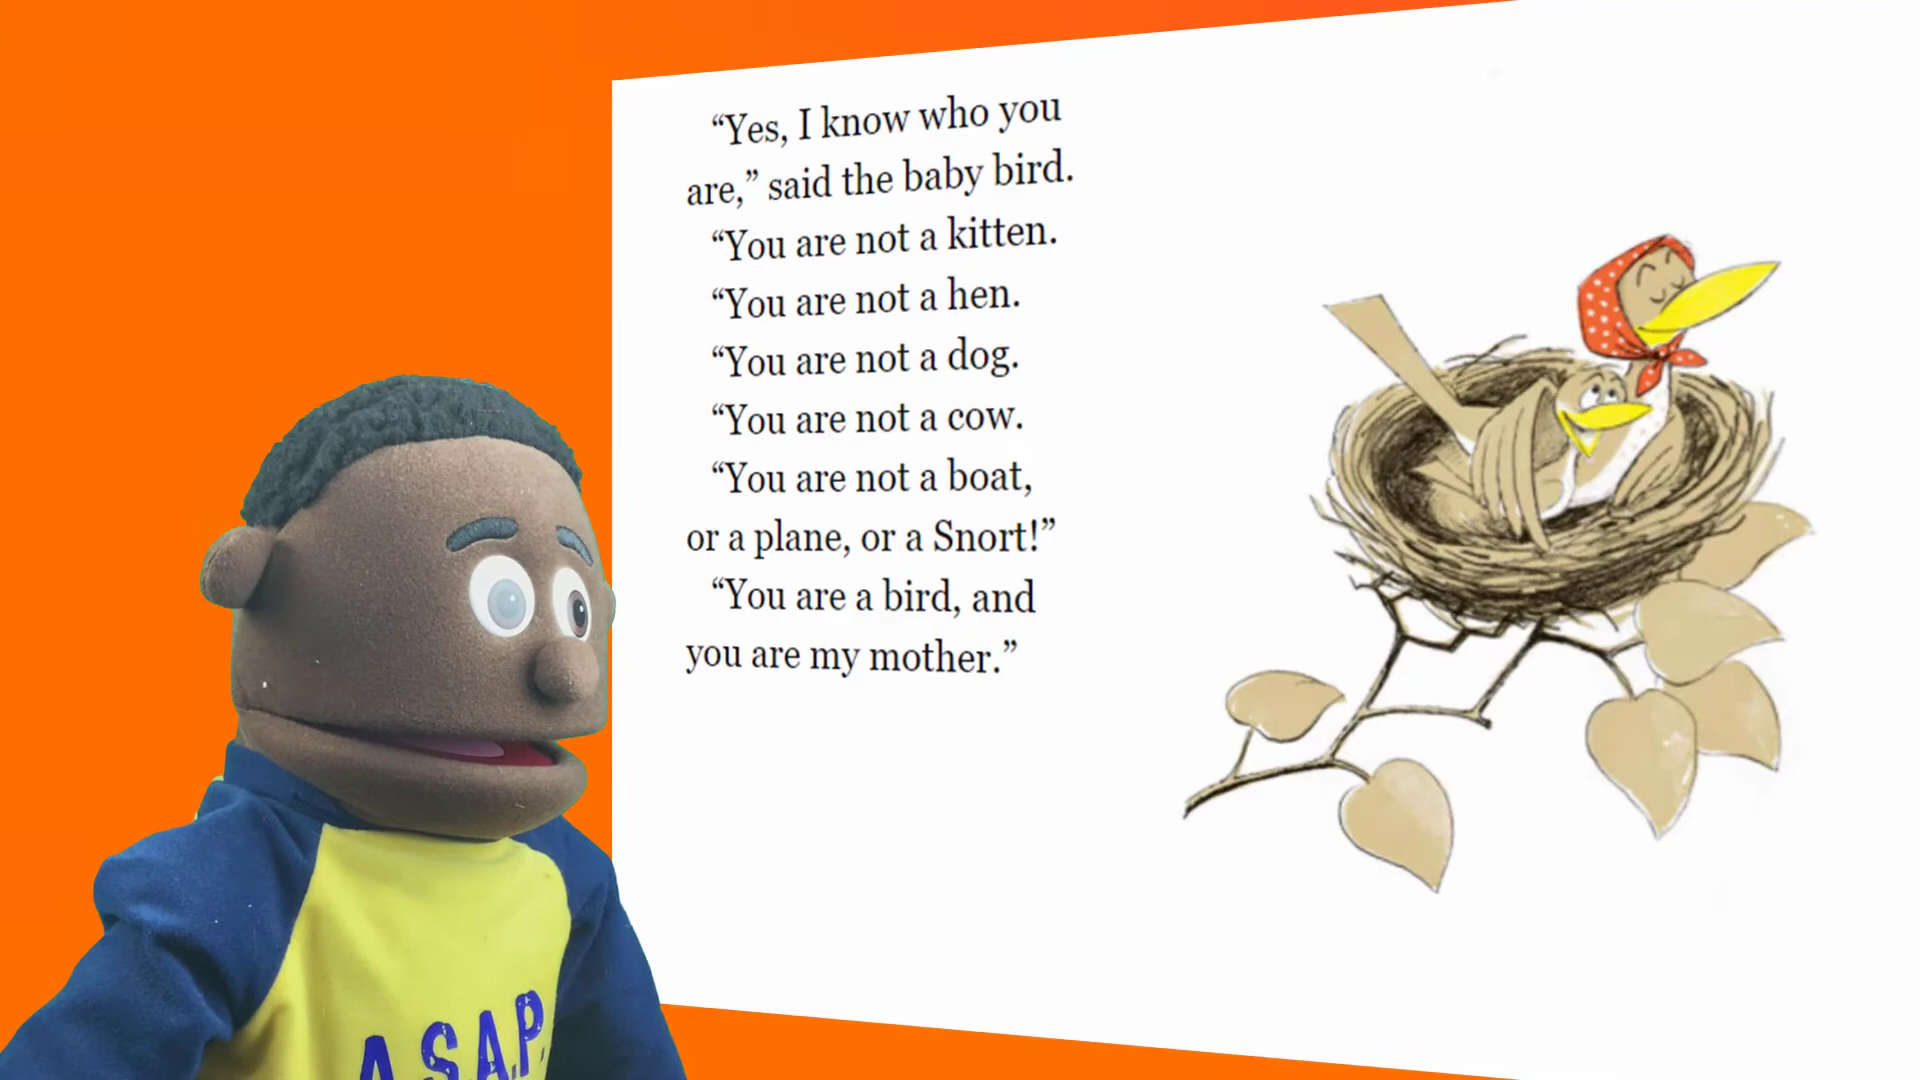 “Yes, I know who you
are,” said the baby bird.
“You are not a kitten.
“You are not a hen.
“You are not a dog.
“You are not a cow.
“You are not a boat,
or a plane, or a Snort!”
“You are a bird, and
you are my mother.”
A.S.A.P.